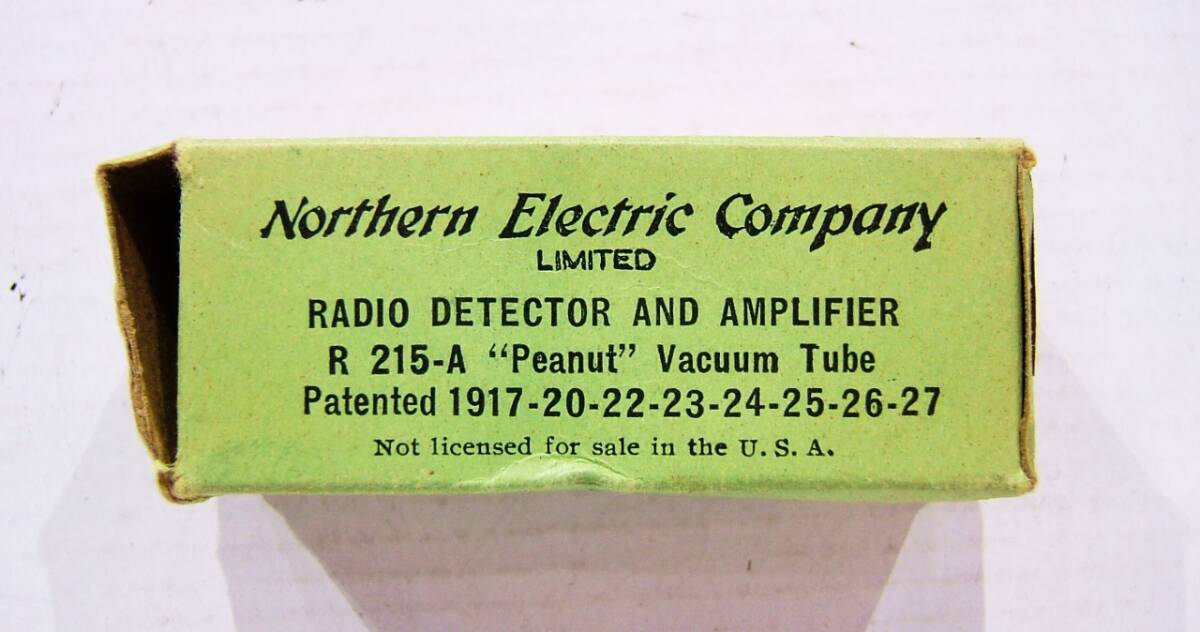 Northern Electric Company
LIMITED
RADIO DETECTOR AND AMPLIFIER
R 215-A “Peanut” Vacuum Tube
Patented 1917-20-22-23-24-25-26-27
Not licensed for sale in the U. S. A.